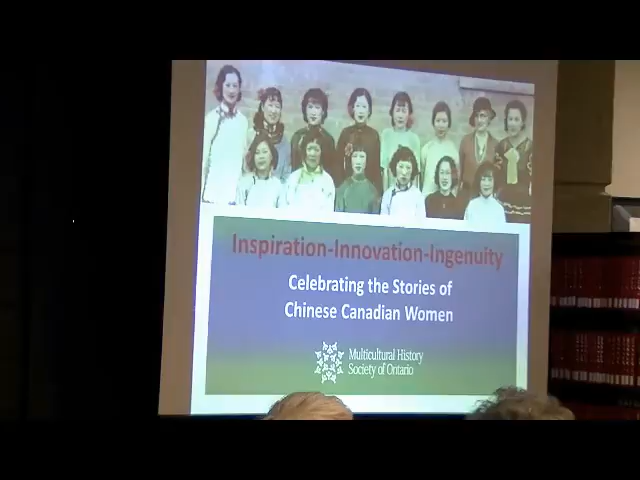 Inspiration-Innovation-Ingenuity
Celebrating the Stories of
Chinese Canadian Women
Multicultural History
Society of Ontario